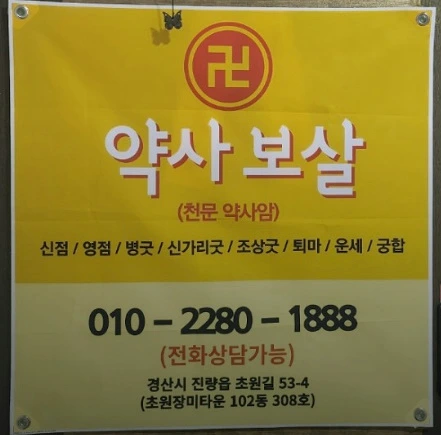 卍
약사 보살
(천문 약사암)
신점 / 영점 / 병굿 / 신가리굿 / 조상굿 / 퇴마 / 운세 / 궁합
010 - 2280 - 1888
(전화상담가능)
경산시 진량읍 초원길 53-4
(초원장미타운 102동 308호)